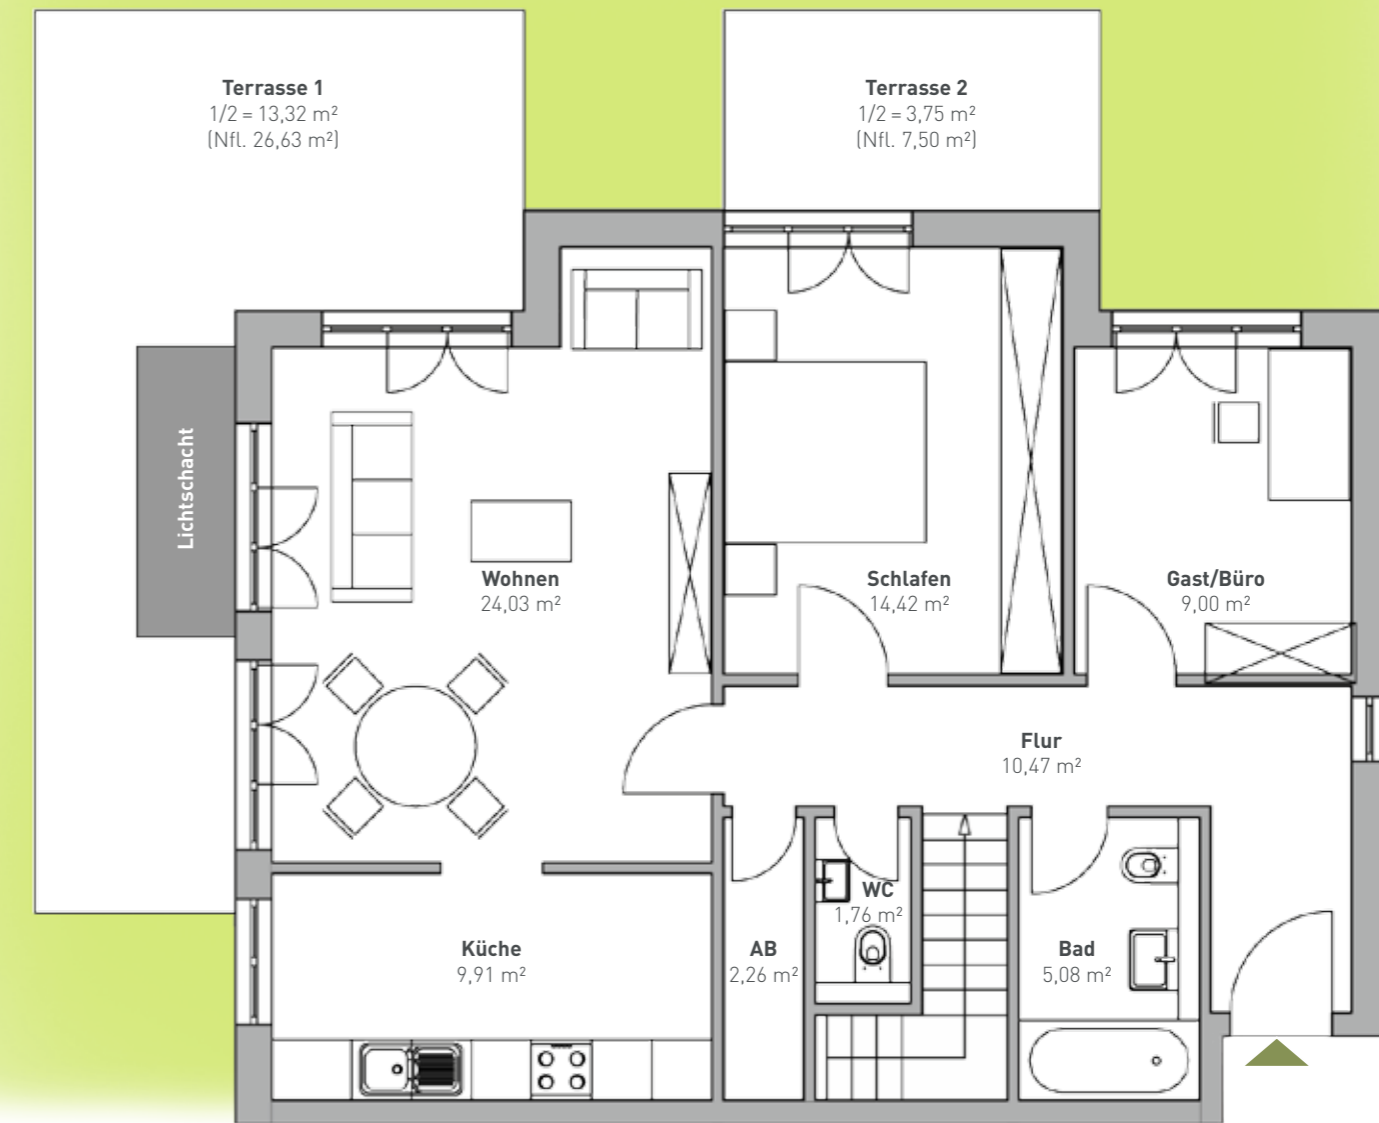 Terrasse 1
1/2 = 13,32 m²
(Nfl. 26,63 m²)
Terrasse 2
1/2 = 3,75 m²
(Nfl. 7,50 m²)
Lichtschacht
Wohnen
24,03 m²
Schlafen
14,42 m²
Gast/Büro
9,00 m²
Flur
10,47 m²
Küche
9,91 m²
AB
2,26 m²
WC
1,76 m²
Bad
5,08 m²